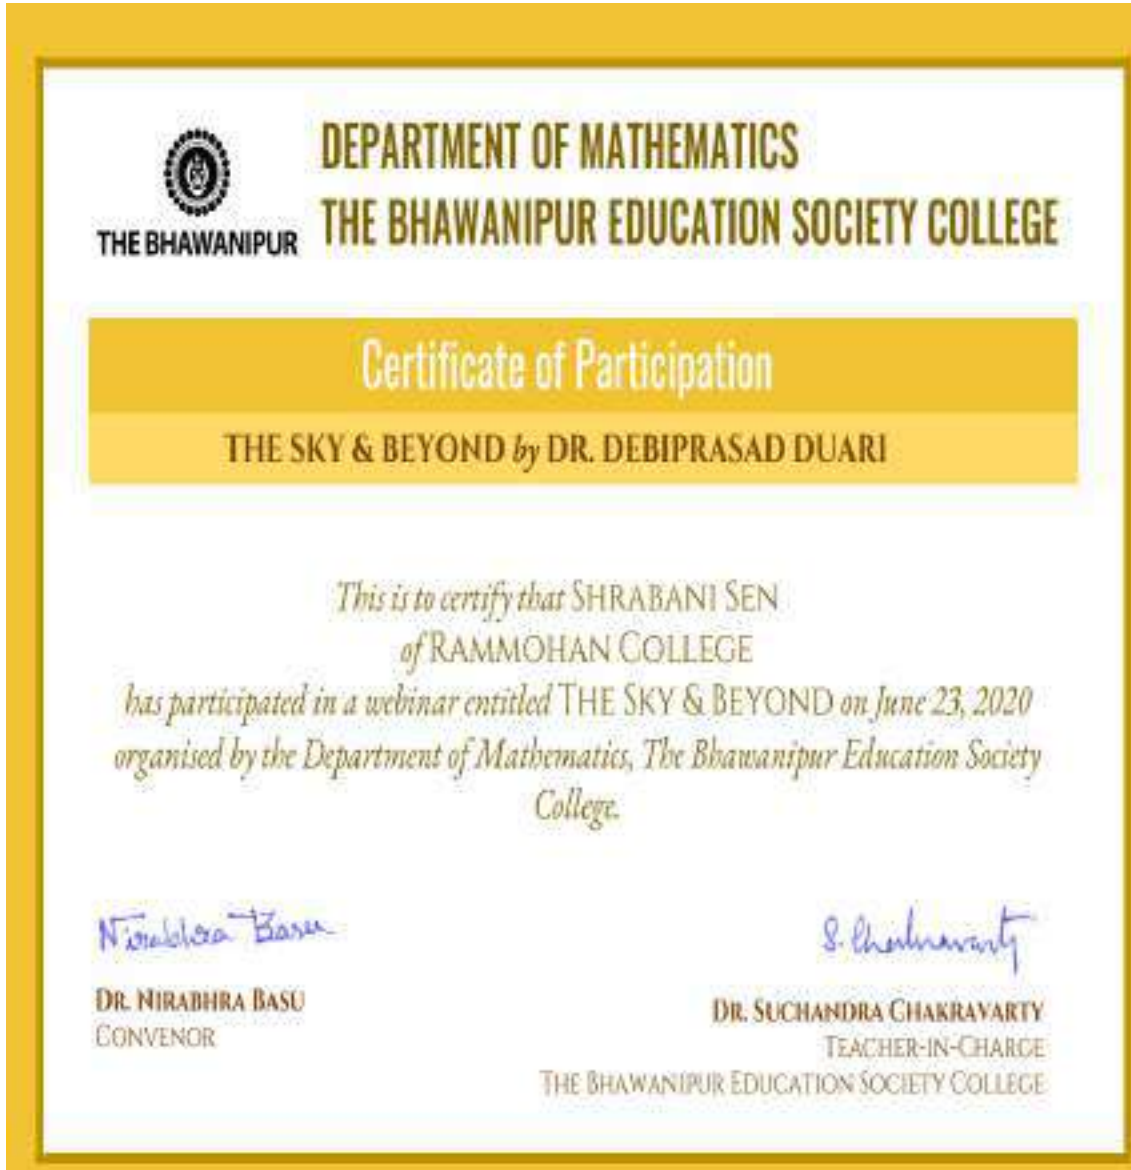 DEPARTMENT OF MATHEMATICS
THE BHAWANIPUR EDUCATION SOCIETY COLLEGE
THE BHAWANIPUR
Certificate of Participation
THE SKY & BEYOND by DR. DEBIPRASAD DUARI
This is to certify that SHRABANI SEN
of RAMMOHAN COLLEGE
has participated in a webinar entitled THE SKY & BEYOND on June 23, 2020
organised by the Department of Mathematics, The Bhawanipur Education Society
College.
Nirabhra Basu
S. Chakravarty
DR. NIRABHRA BASU
CONVENOR
DR. SUCHANDRA CHAKRAVARTY
TEACHER-IN-CHARGE
THE BHAWANIPUR EDUCATION SOCIETY COLLEGE